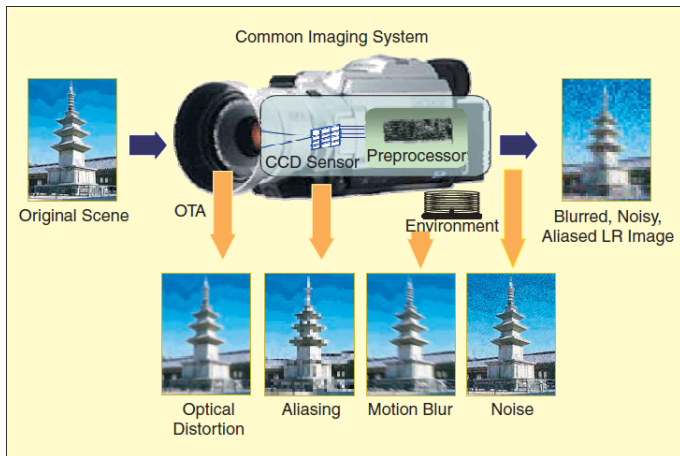 Common Imaging System
CCD Sensor
Preprocessor
Original Scene
OTA
Environment
Blurred, Noisy,
Aliased LR Image
Optical
Distortion
Aliasing
Motion Blur
Noise